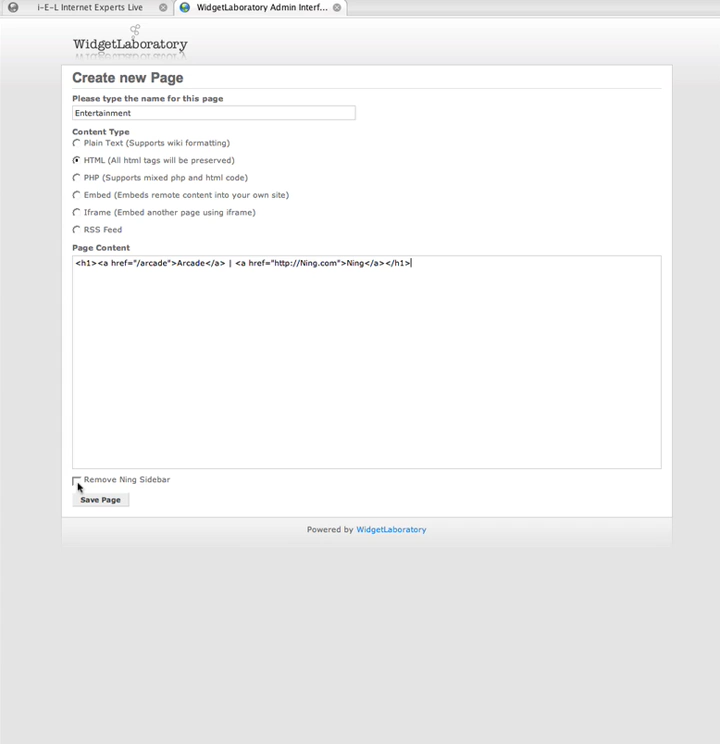 i-E-L Internet Experts Live
WidgetLaboratory Admin Interf...
WidgetLaboratory
Create new Page
Please type the name for this page
Entertainment
Content Type
Plain Text (Supports wiki formatting)
HTML (All html tags will be preserved)
PHP (Supports mixed php and html code)
Embed (Embeds remote content into your own site)
Iframe (Embed another page using iframe)
RSS Feed
Page Content
<h1><a href="/arcade">Arcade</a> | <a href="http://Ning.com">Ning</a></h1>
Remove Ning Sidebar
Save Page
Powered by WidgetLaboratory